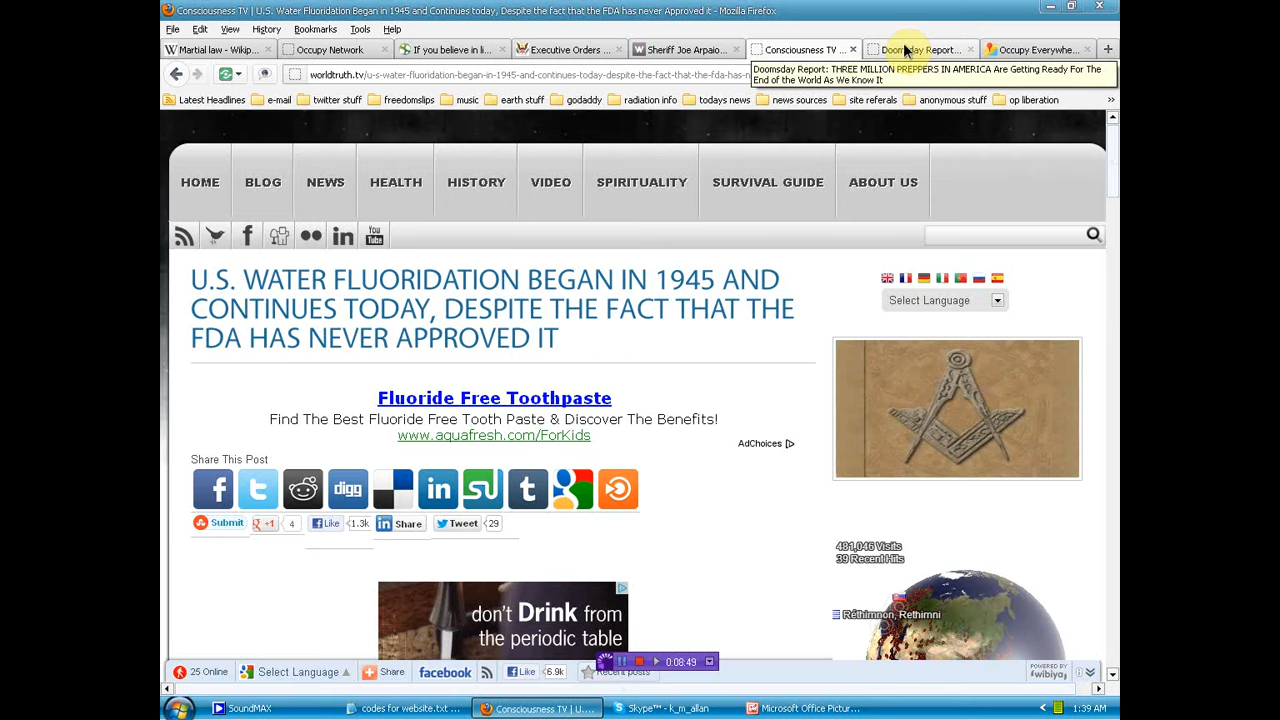 Consciousness TV | U.S. Water Fluoridation Began in 1945 and Continues today, Despite the fact that the FDA has never Approved it - Mozilla Firefox
File Edit View History Bookmarks Tools Help
Martial law - Wikip... Occupy Network If you believe in li... Executive Orders ... Sheriff Joe Arpaio... Consciousness TV ... Doomsday Report... Occupy Everywhe...
worldtruth.tv/u-s-water-fluoridation-began-in-1945-and-continues-today-despite-the-fact-that-the-fda-has-nev
Doomsday Report: THREE MILLION PREPPERS IN AMERICA Are Getting Ready For The
End of the World As We Know It
Latest Headlines e-mail twitter stuff freedomslips music earth stuff godaddy radiation info todays news news sources site referals anonymous stuff op liberation
HOME BLOG NEWS HEALTH HISTORY VIDEO SPIRITUALITY SURVIVAL GUIDE ABOUT US
You Tube
U.S. WATER FLUORIDATION BEGAN IN 1945 AND
CONTINUES TODAY, DESPITE THE FACT THAT THE
FDA HAS NEVER APPROVED IT
Select Language
Fluoride Free Toothpaste
Find The Best Fluoride Free Tooth Paste & Discover The Benefits!
www.aquafresh.com/ForKids
AdChoices
Share This Post
digg
Submit +1 4 Like 1.3k Share Tweet 29
481,046 Visits
39 Recent Hits
don't Drink from
the periodic table
Réthimnon, Rethimni
0:08:49
25 Online Select Language Share facebook Like 6.9k Recent posts POWERED BY wibiya
SoundMAX codes for website.txt ... Consciousness TV | U.... Skype™ - k_m_allan Microsoft Office Pictur... 1:39 AM